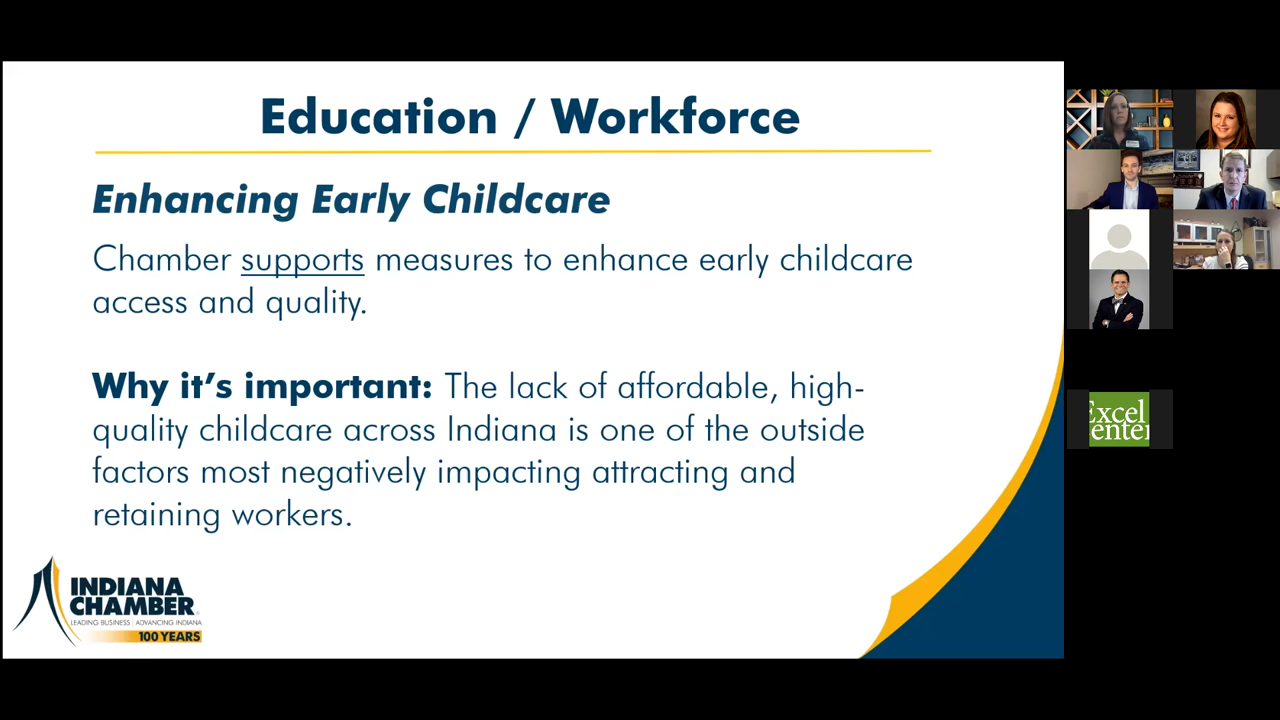 Education / Workforce
Enhancing Early Childcare
Chamber supports measures to enhance early childcare
access and quality.
Why it's important: The lack of affordable, high-
quality childcare across Indiana is one of the outside
factors most negatively impacting attracting and
retaining workers.
INDIANA
CHAMBER
LEADING BUSINESS | ADVANCING INDIANA
100 YEARS
Excel
enter